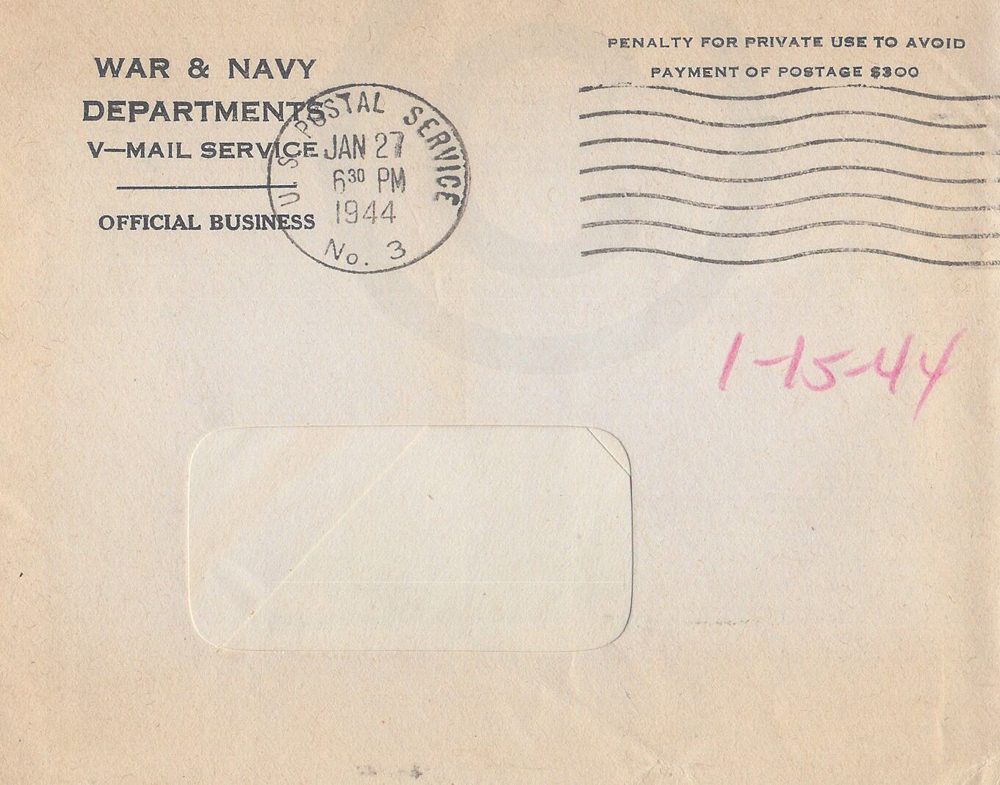 WAR & NAVY
DEPARTMENTS
V—MAIL SERVICE
OFFICIAL BUSINESS
U.S. POSTAL SERVICE
JAN 27
6 30 PM
1944
No. 3
PENALTY FOR PRIVATE USE TO AVOID
PAYMENT OF POSTAGE $300
1-15-44